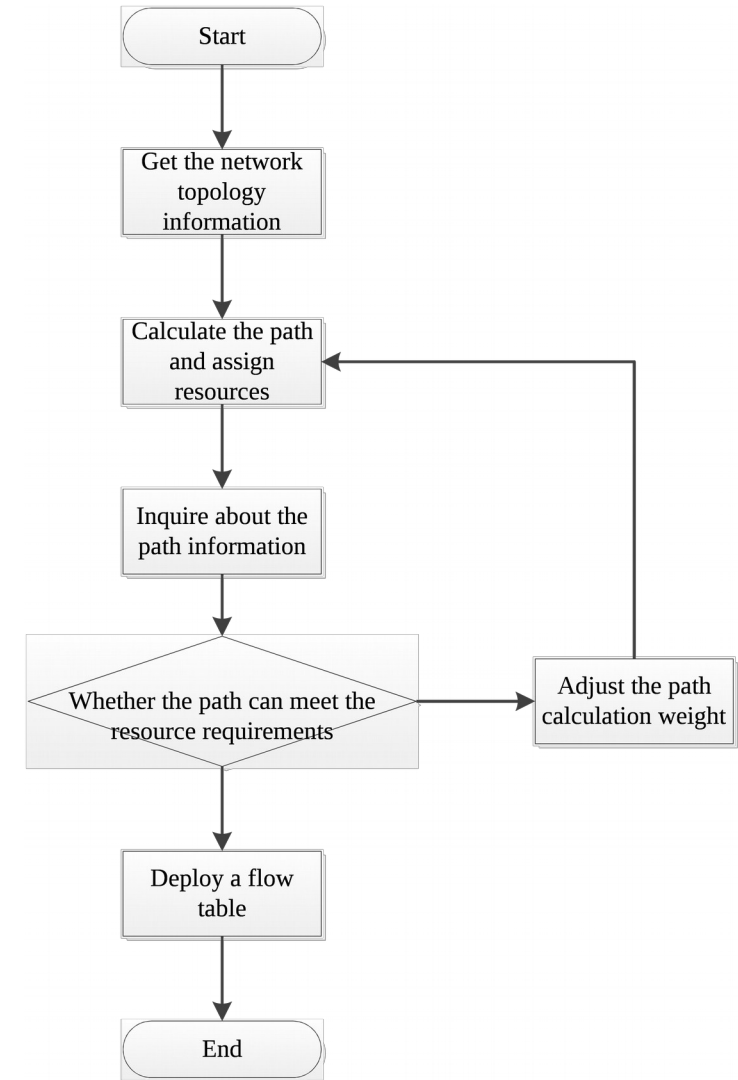 Start
Get the network
topology
information
Calculate the path
and assign
resources
Inquire about the
path information
Whether the path can meet the
resource requirements
Adjust the path
calculation weight
Deploy a flow
table
End